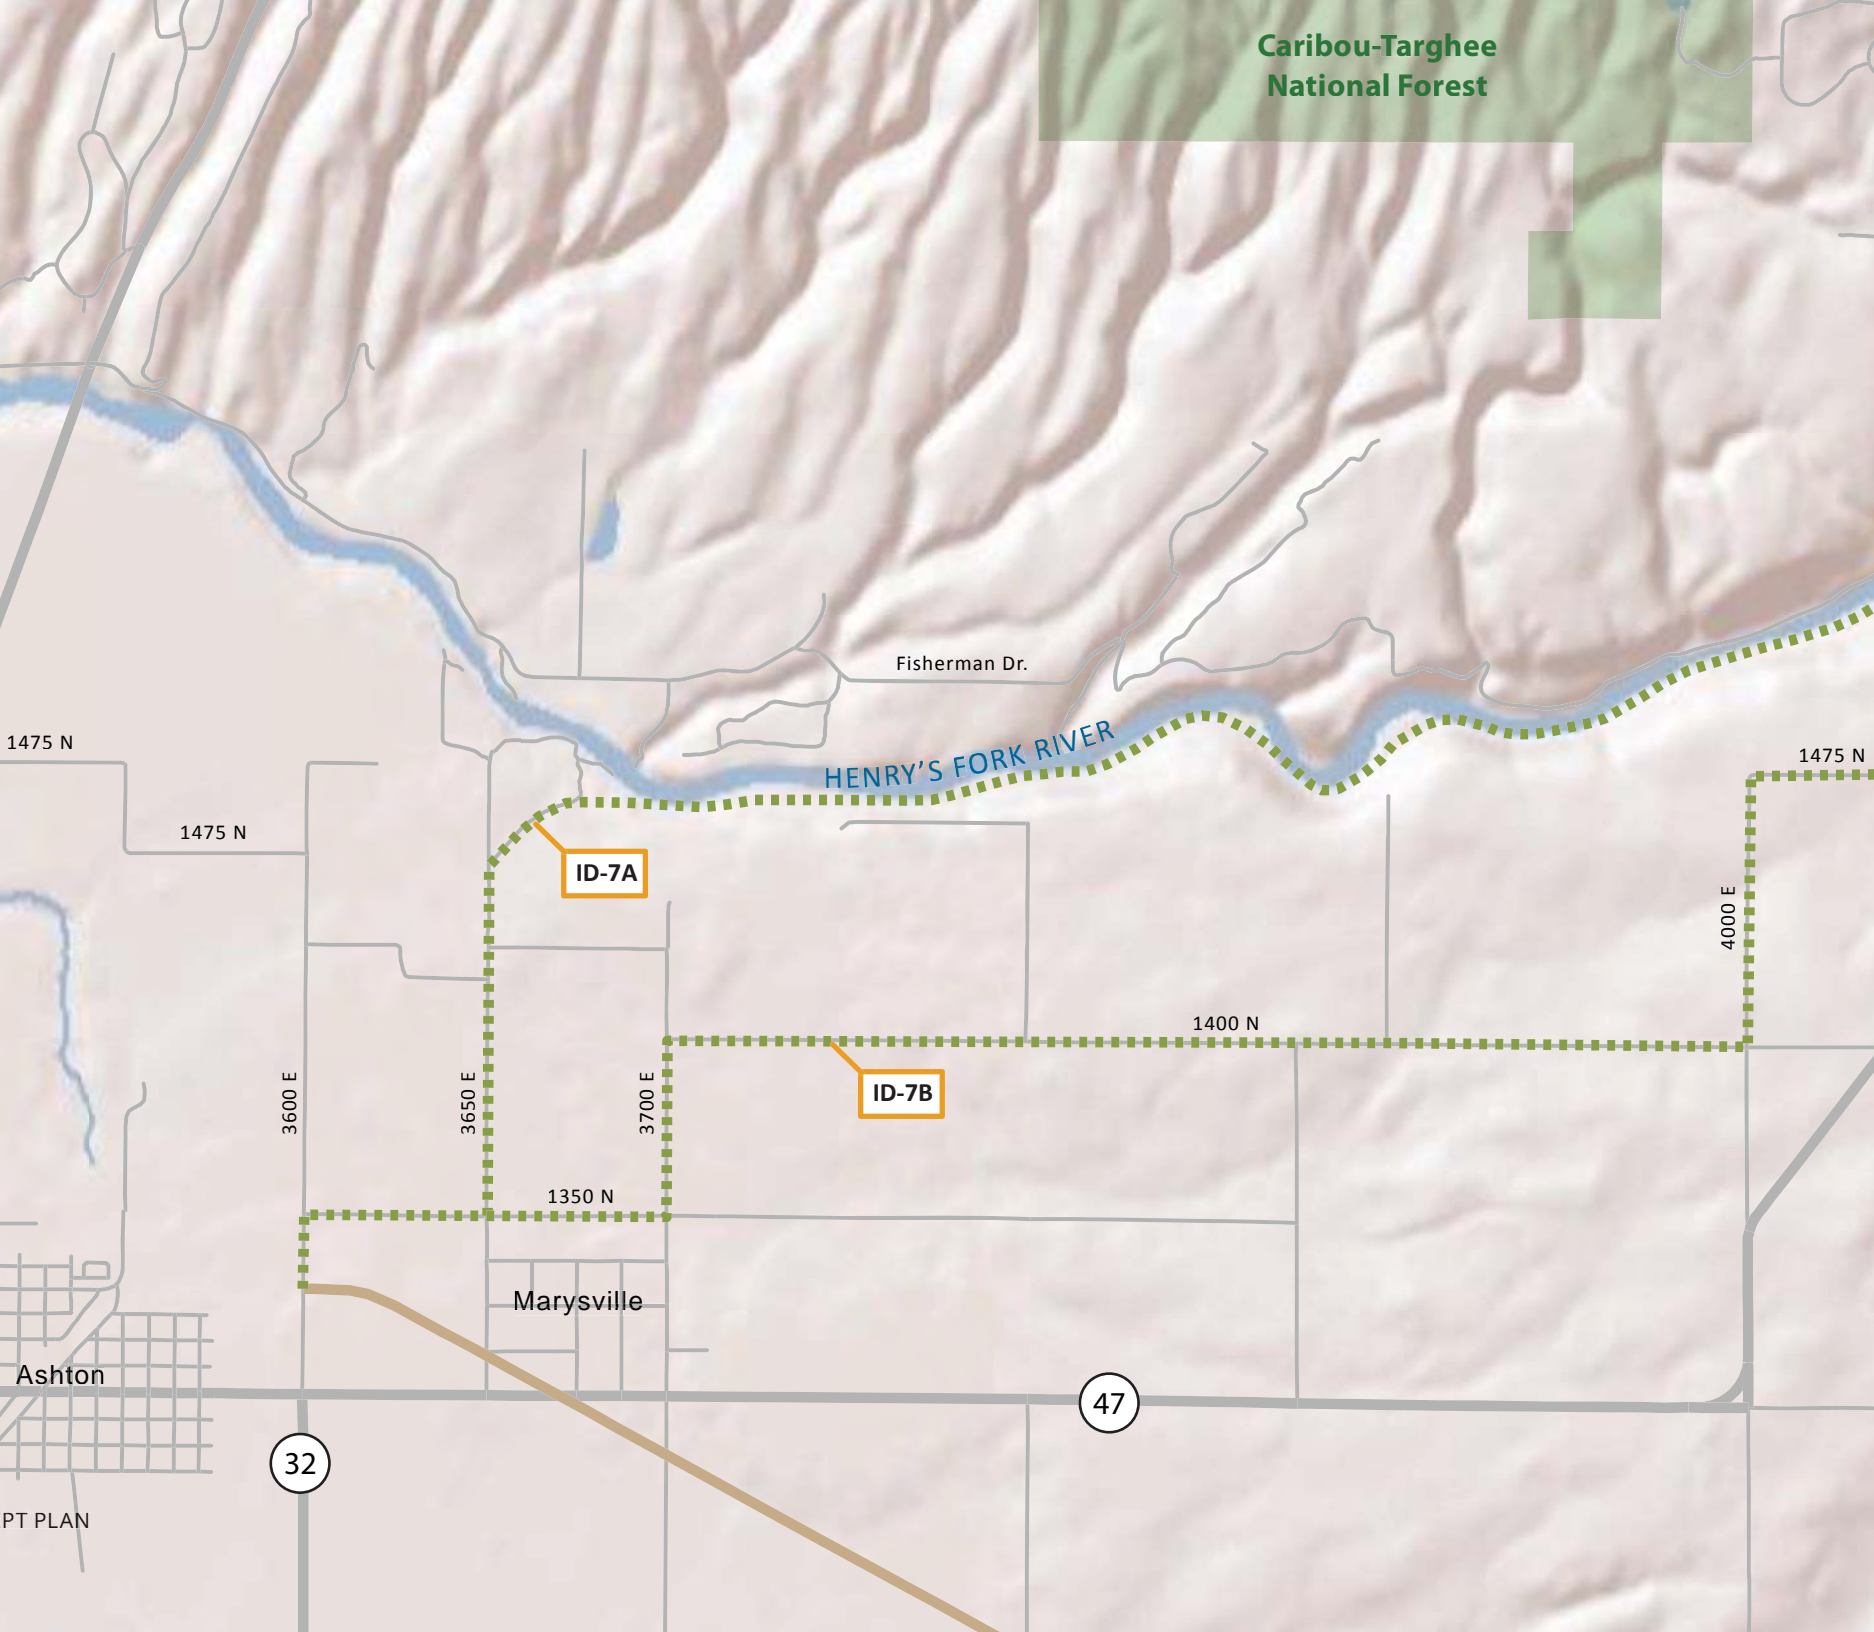 Caribou-Targhee
National Forest
Fisherman Dr.
HENRY'S FORK RIVER
1475 N
1475 N
1475 N
ID-7A
4000 E
1400 N
3600 E
3650 E
3700 E
ID-7B
1350 N
Marysville
Ashton
47
32
PT PLAN